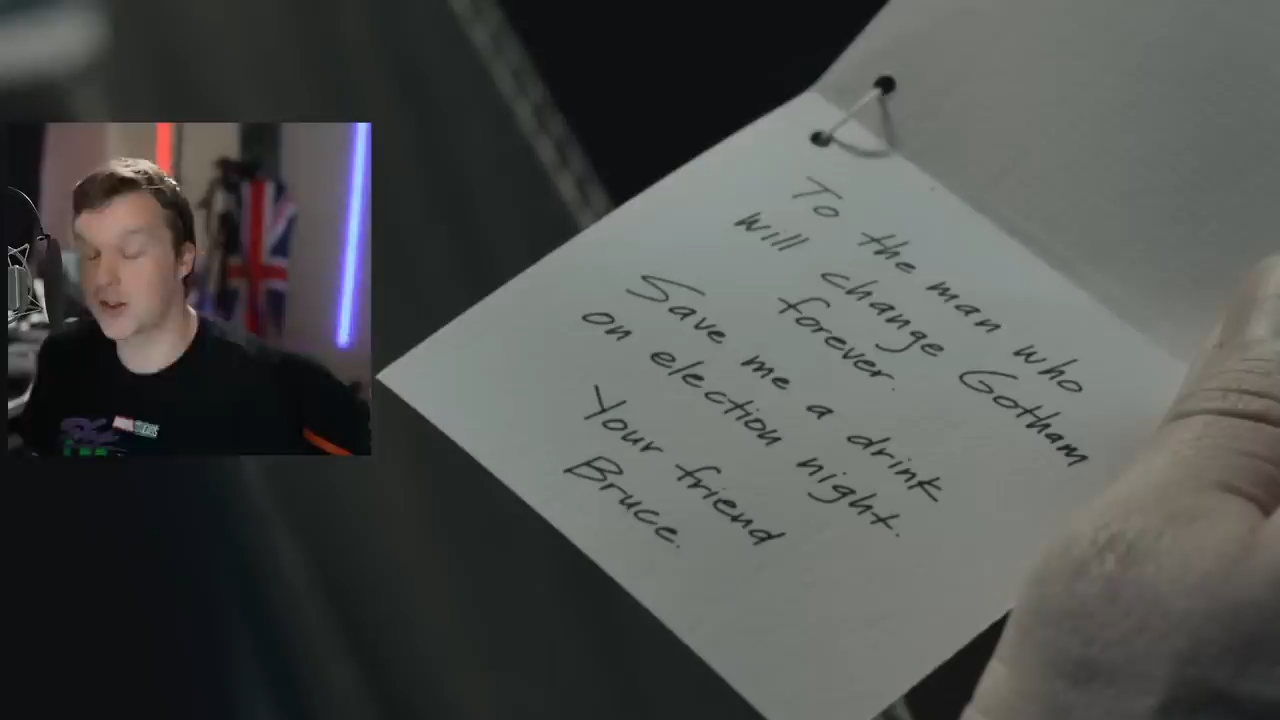 To the man who
will change Gotham
forever.
Save me a drink
on election night.
Your friend
Bruce.